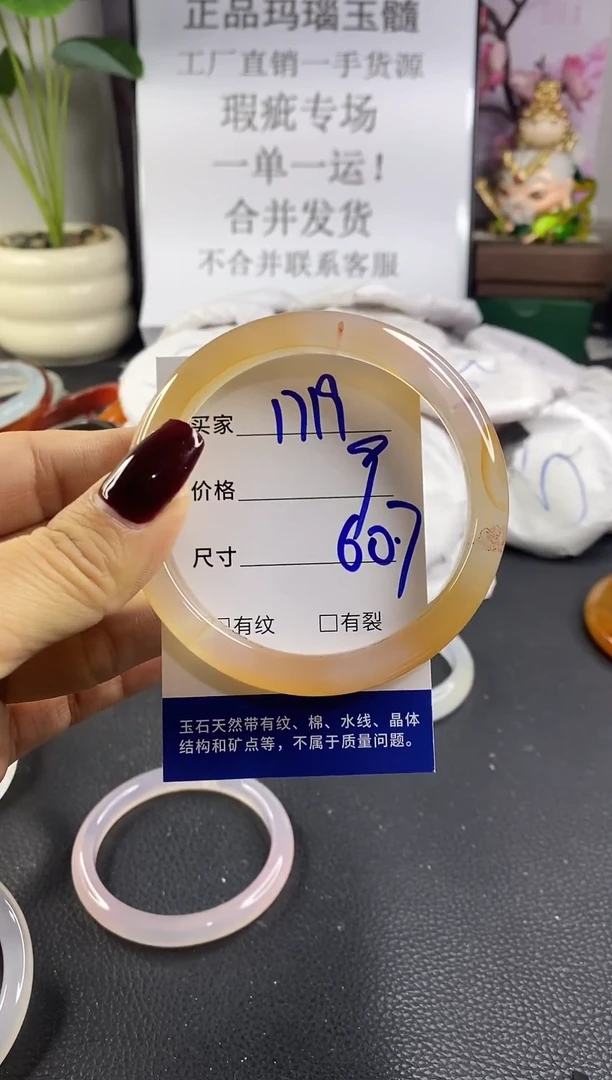 正品玛瑙玉髓
工厂直销一手货源
瑕疵专场
一单一运！
合并发货
不合并联系客服
买家
价格
尺寸 60.7
□有纹 □有裂
玉石天然带有纹、棉、水线、晶体
结构和矿点等，不属于质量问题。